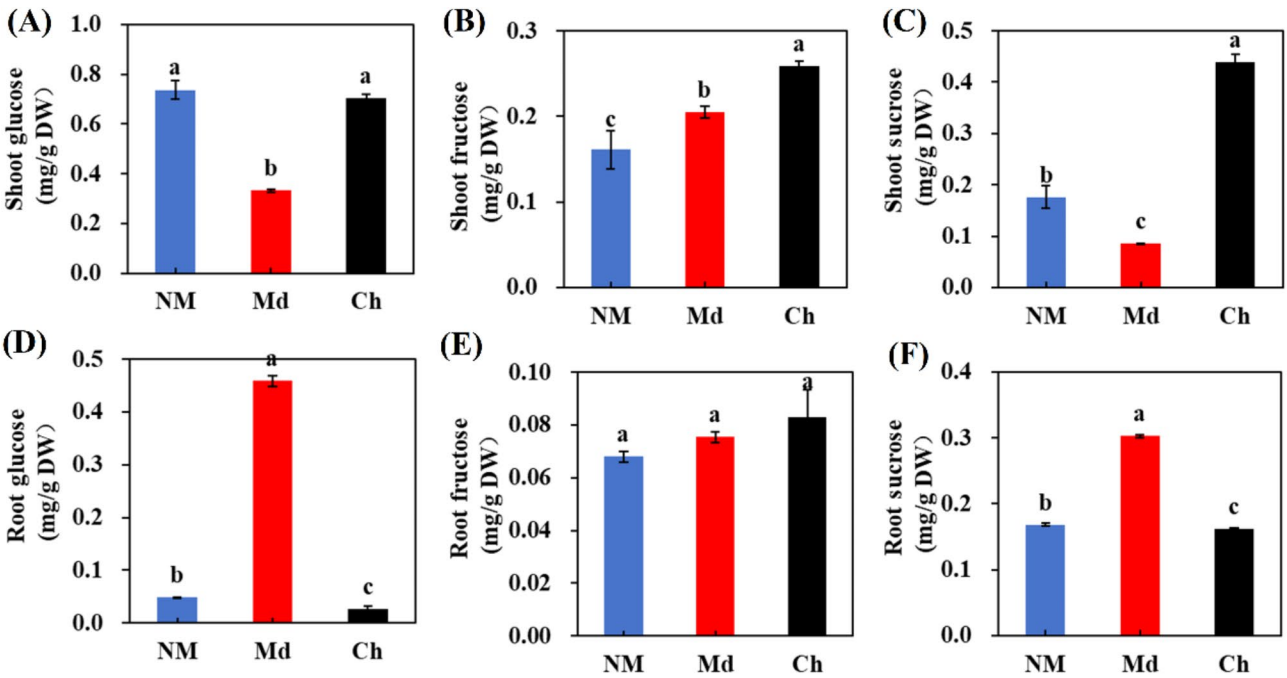 (A)
Shoot glucose
(mg/g DW)
1.0
0.8
0.6
0.4
0.2
0.0
a
b
a
NM Md Ch
(B)
Shoot fructose
(mg/g DW)
0.3
0.2
0.1
0.0
c
b
a
NM Md Ch
(C)
Shoot sucrose
(mg/g DW)
0.5
0.4
0.3
0.2
0.1
0.0
b
c
a
NM Md Ch
(D)
Root glucose
(mg/g DW)
0.5
0.4
0.3
0.2
0.1
0.0
b
a
c
NM Md Ch
(E)
Root fructose
(mg/g DW)
0.10
0.08
0.06
0.04
0.02
0.00
a
a
a
NM Md Ch
(F)
Root sucrose
(mg/g DW)
0.4
0.3
0.2
0.1
0.0
b
a
c
NM Md Ch